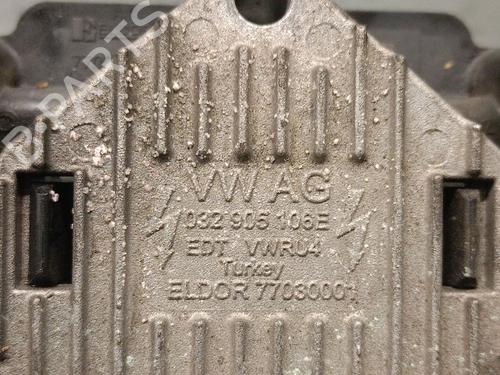 VW AG
032 905 106E
EDT VWRU4
Turkey
ELDOR 77030001